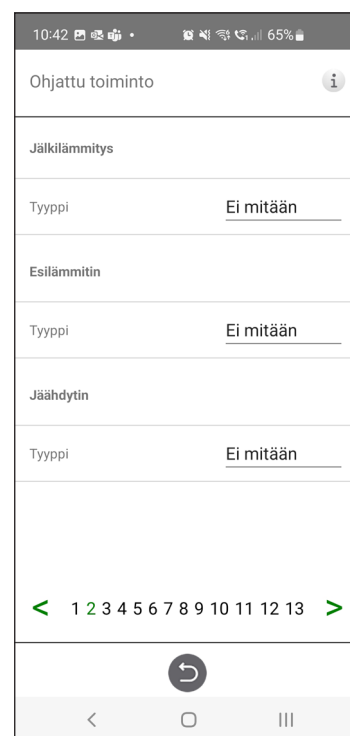 10:42 65%
Ohjattu toiminto i
Jälkilämmitys
Tyyppi Ei mitään
Esilämmitin
Tyyppi Ei mitään
Jäähdytin
Tyyppi Ei mitään
< 1 2 3 4 5 6 7 8 9 10 11 12 13 >